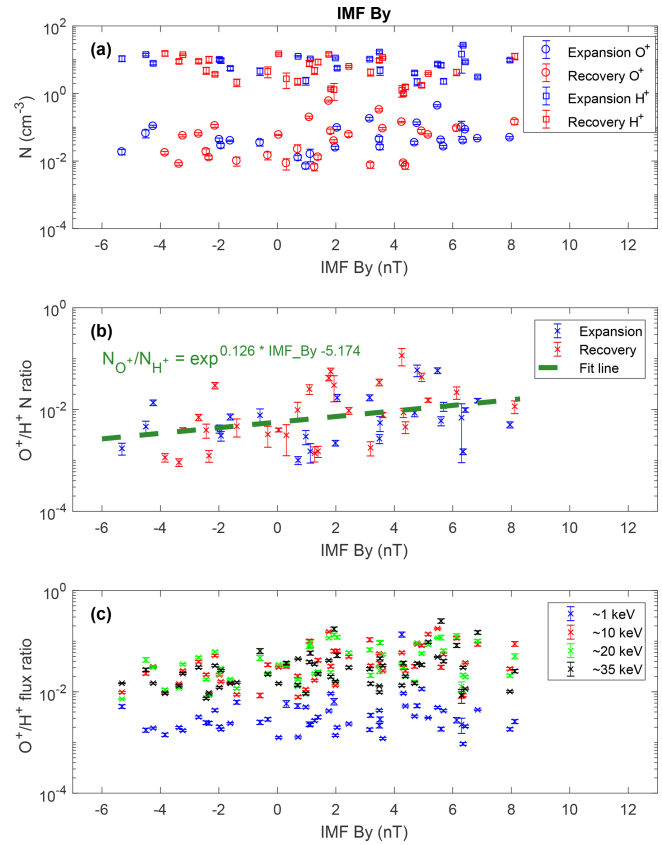 IMF By
(a)
10^2
10^0
10^-2
10^-4
N (cm^-3)
Expansion O^+
Recovery O^+
Expansion H^+
Recovery H^+
-6 -4 -2 0 2 4 6 8 10 12
IMF By (nT)
(b)
10^0
10^-2
10^-4
O^+/H^+ N ratio
N_O^+/N_H^+ = exp^0.126 * IMF_By -5.174
Expansion
Recovery
Fit line
-6 -4 -2 0 2 4 6 8 10 12
IMF By (nT)
(c)
10^0
10^-2
10^-4
O^+/H^+ flux ratio
~1 keV
~10 keV
~20 keV
~35 keV
-6 -4 -2 0 2 4 6 8 10 12
IMF By (nT)